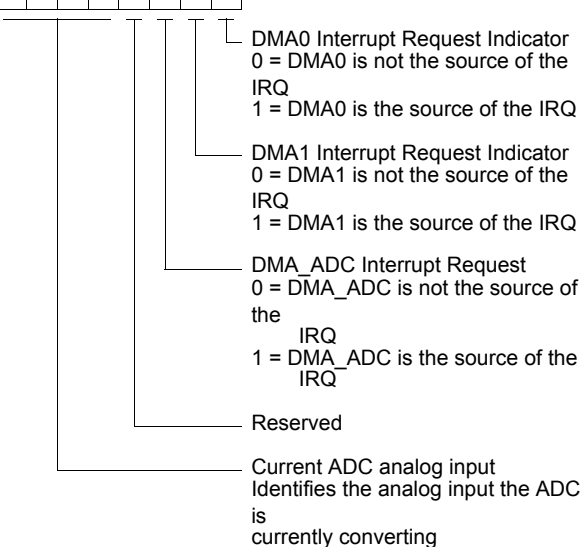 DMA0 Interrupt Request Indicator
0 = DMA0 is not the source of the
IRQ
1 = DMA0 is the source of the IRQ
DMA1 Interrupt Request Indicator
0 = DMA1 is not the source of the
IRQ
1 = DMA1 is the source of the IRQ
DMA_ADC Interrupt Request
0 = DMA_ADC is not the source of
the
IRQ
1 = DMA_ADC is the source of the
IRQ
Reserved
Current ADC analog input
Identifies the analog input the ADC
is
currently converting